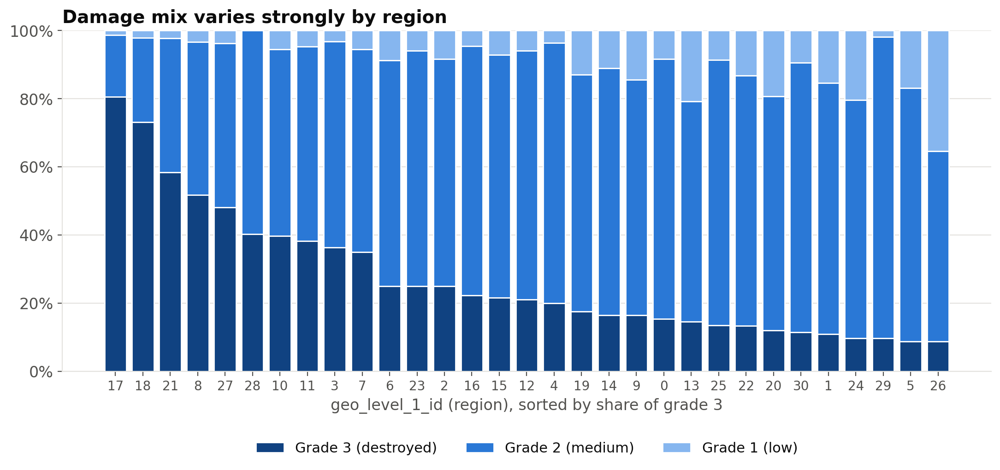 Damage mix varies strongly by region
100%
80%
60%
40%
20%
0%
17 18 21 8 27 28 10 11 3 7 6 23 2 16 15 12 4 19 14 9 0 13 25 22 20 30 1 24 29 5 26
geo_level_1_id (region), sorted by share of grade 3
Grade 3 (destroyed) Grade 2 (medium) Grade 1 (low)